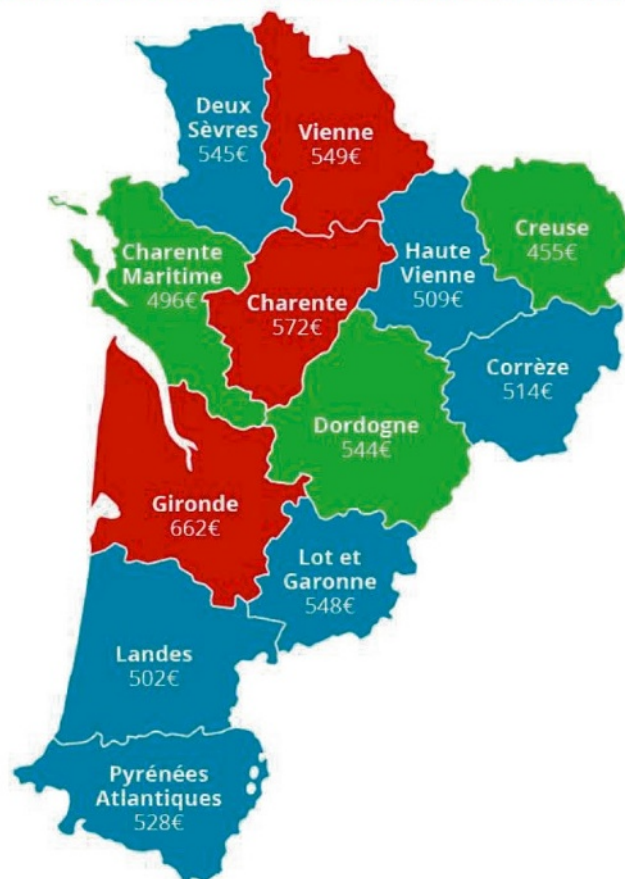 Deux
Sèvres
545€
Vienne
549€
Creuse
455€
Charente
Maritime
496€
Haute
Vienne
509€
Charente
572€
Corrèze
514€
Dordogne
544€
Gironde
662€
Lot et
Garonne
548€
Landes
502€
Pyrénées
Atlantiques
528€